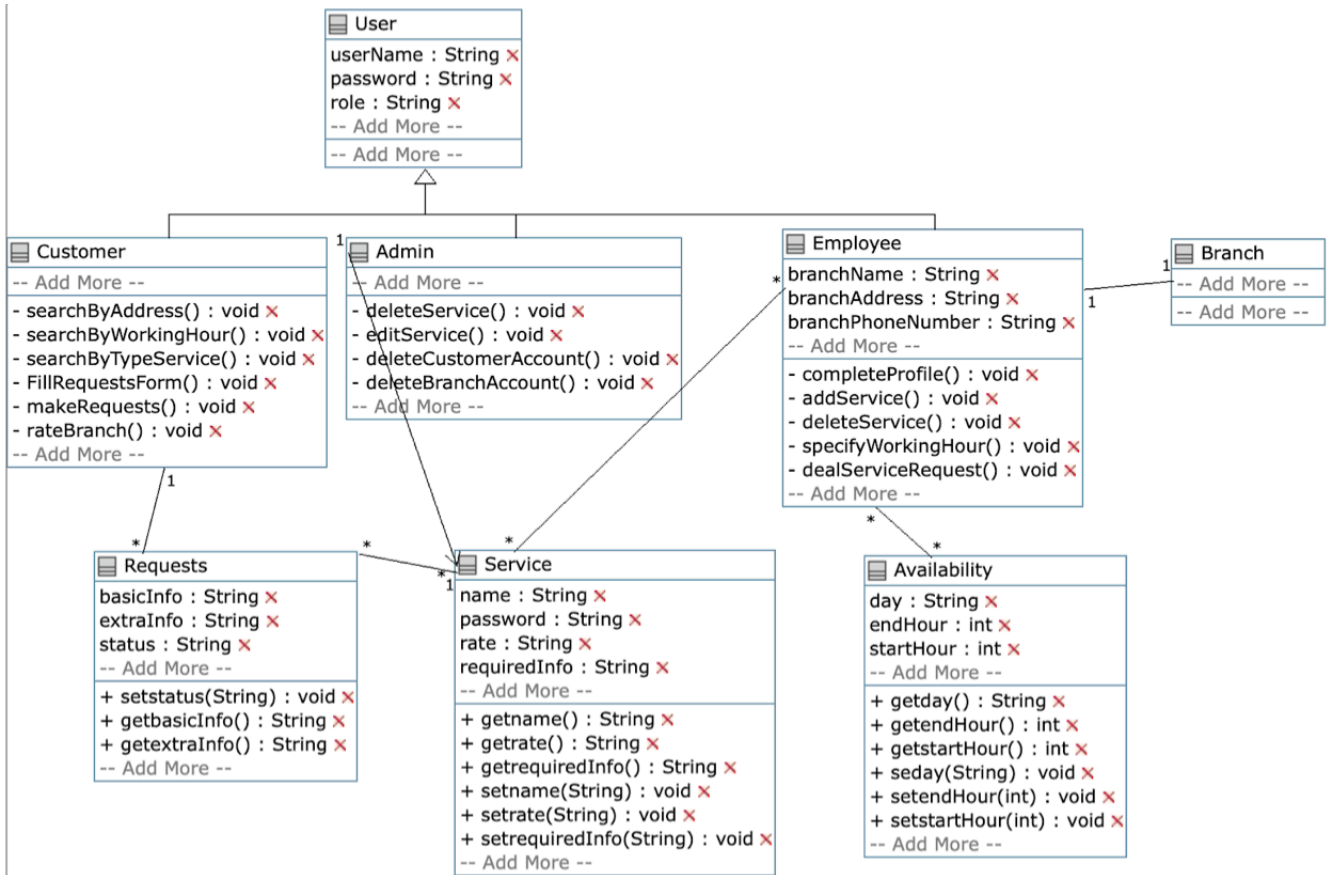 User
userName : String
password : String
role : String
-- Add More --
-- Add More --
Customer
-- Add More --
- searchByAddress() : void
- searchByWorkingHour() : void
- searchByTypeService() : void
- FillRequestsForm() : void
- makeRequests() : void
- rateBranch() : void
-- Add More --
1
1
Admin
-- Add More --
- deleteService() : void
- editService() : void
- deleteCustomerAccount() : void
- deleteBranchAccount() : void
-- Add More --
Employee
branchName : String
branchAddress : String
branchPhoneNumber : String
-- Add More --
- completeProfile() : void
- addService() : void
- deleteService() : void
- specifyWorkingHour() : void
- dealServiceRequest() : void
-- Add More --
*
1
1
Branch
-- Add More --
-- Add More --
*
Requests
basicInfo : String
extraInfo : String
status : String
-- Add More --
+ setstatus(String) : void
+ getbasicInfo() : String
+ getextraInfo() : String
-- Add More --
*
*
1
*
Service
name : String
password : String
rate : String
requiredInfo : String
-- Add More --
+ getname() : String
+ getrate() : String
+ getrequiredInfo() : String
+ setname(String) : void
+ setrate(String) : void
+ setrequiredInfo(String) : void
-- Add More --
*
*
Availability
day : String
endHour : int
startHour : int
-- Add More --
+ getday() : String
+ getendHour() : int
+ getstartHour() : int
+ seday(String) : void
+ setendHour(int) : void
+ setstartHour(int) : void
-- Add More --